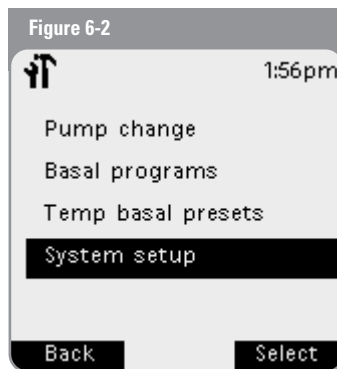 Figure 6-2
1:56pm
Pump change
Basal programs
Temp basal presets
System setup
Back
Select